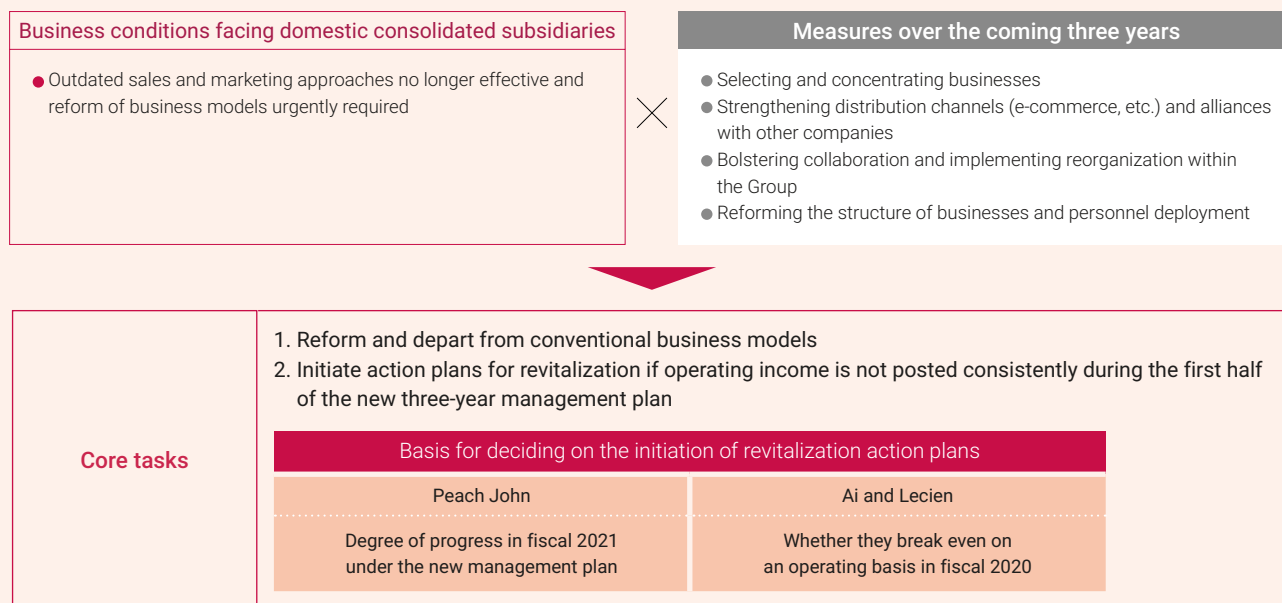 Business conditions facing domestic consolidated subsidiaries
● Outdated sales and marketing approaches no longer effective and
reform of business models urgently required
Measures over the coming three years
● Selecting and concentrating businesses
● Strengthening distribution channels (e-commerce, etc.) and alliances
with other companies
● Bolstering collaboration and implementing reorganization within
the Group
● Reforming the structure of businesses and personnel deployment
Core tasks
1. Reform and depart from conventional business models
2. Initiate action plans for revitalization if operating income is not posted consistently during the first half
of the new three-year management plan
Basis for deciding on the initiation of revitalization action plans
Peach John
Degree of progress in fiscal 2021
under the new management plan
Ai and Lecien
Whether they break even on
an operating basis in fiscal 2020